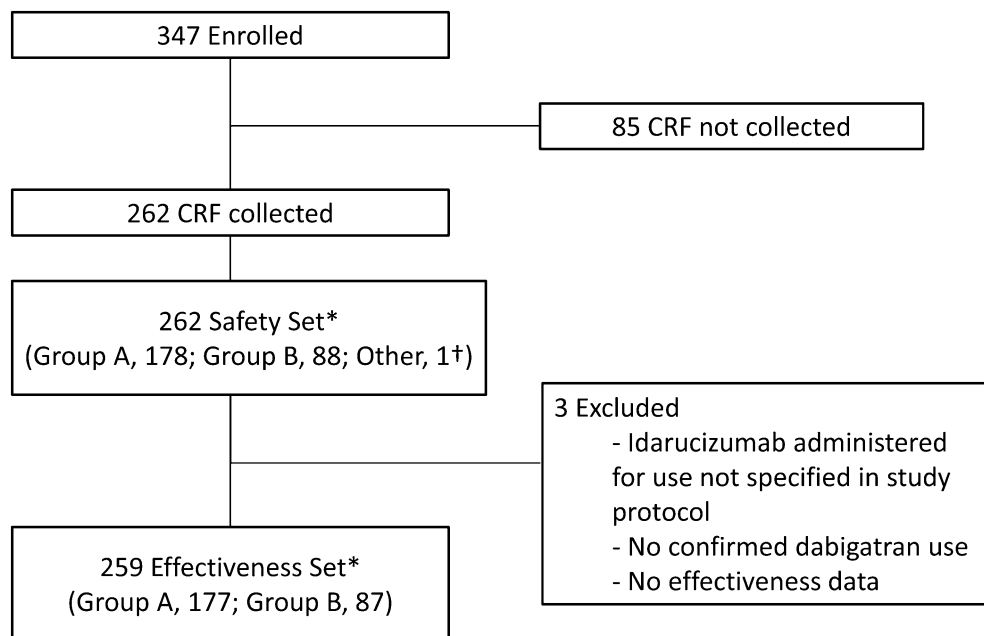 347 Enrolled
85 CRF not collected
262 CRF collected
262 Safety Set*
(Group A, 178; Group B, 88; Other, 1†)
3 Excluded
- Idarucizumab administered
for use not specified in study
protocol
- No confirmed dabigatran use
- No effectiveness data
259 Effectiveness Set*
(Group A, 177; Group B, 87)